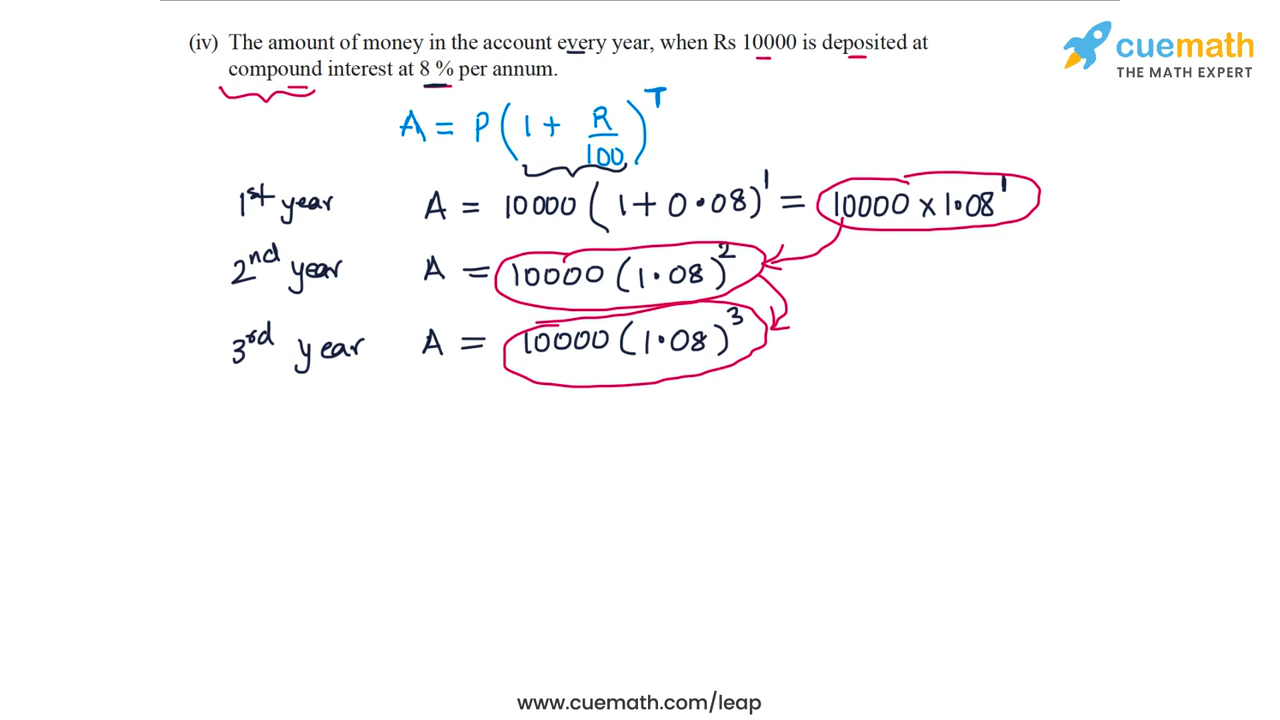 (iv) The amount of money in the account every year, when Rs 10000 is deposited at
compound interest at 8 % per annum.
cuemath
THE MATH EXPERT
A = P(1 + R/100)^T
1st year A = 10000 (1 + 0.08)^1 = 10000 x 1.08^1
2nd year A = 10000 (1.08)^2
3rd year A = 10000 (1.08)^3
www.cuemath.com/leap